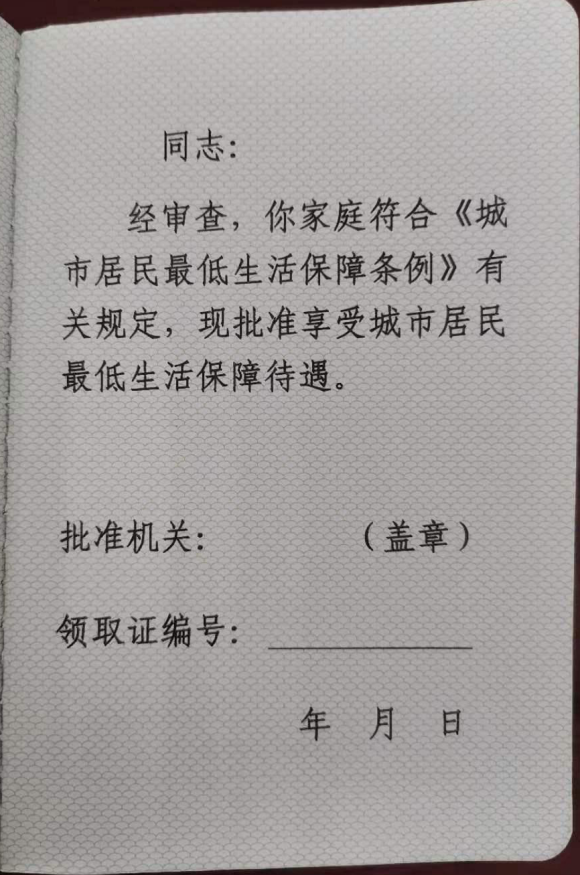 同志：
经审查，你家庭符合《城
市居民最低生活保障条例》有
关规定，现批准享受城市居民
最低生活保障待遇。
批准机关： （盖章）
领取证编号：
年 月 日